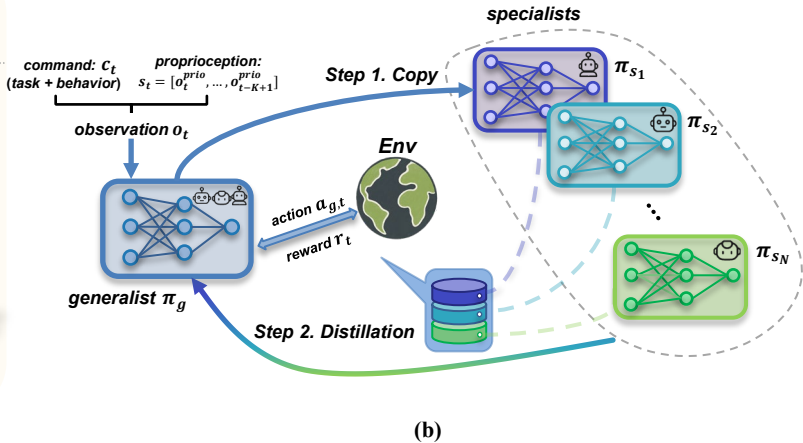 specialists
command: c_t
(task + behavior)
proprioception:
s_t = [o_t^{prio}, ..., o_{t-K+1}^{prio}]
observation o_t
Step 1. Copy
π_{s_1}
π_{s_2}
Env
action a_{g,t}
reward r_t
...
π_{s_N}
generalist π_g
Step 2. Distillation
(b)